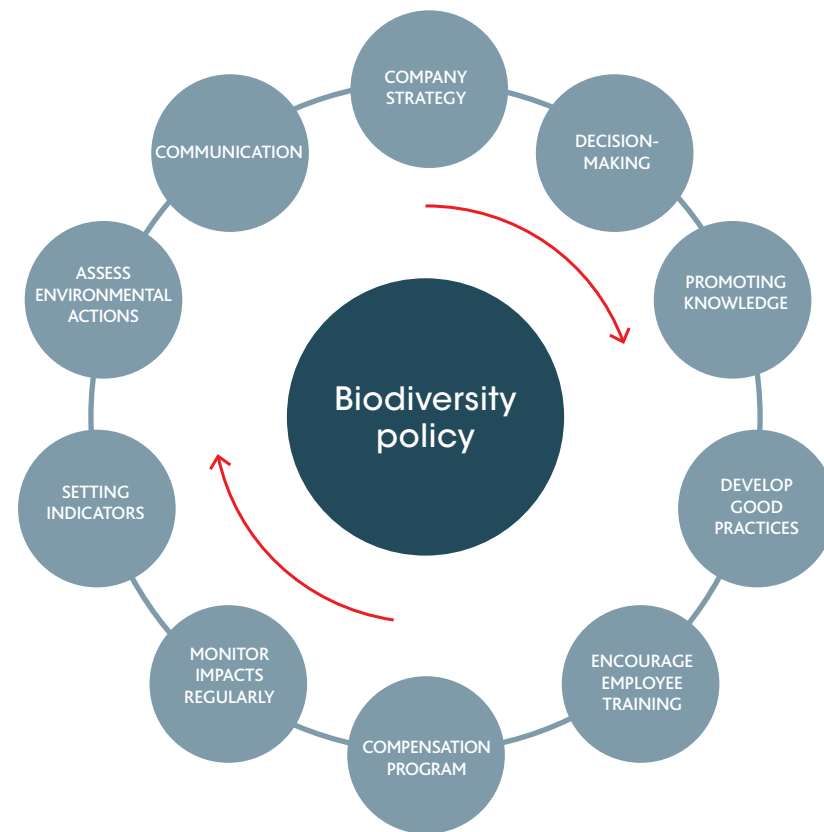 COMPANY
STRATEGY
DECISION-
MAKING
PROMOTING
KNOWLEDGE
DEVELOP
GOOD
PRACTICES
ENCOURAGE
EMPLOYEE
TRAINING
COMPENSATION
PROGRAM
MONITOR
IMPACTS
REGULARLY
SETTING
INDICATORS
ASSESS
ENVIRONMENTAL
ACTIONS
COMMUNICATION
Biodiversity
policy